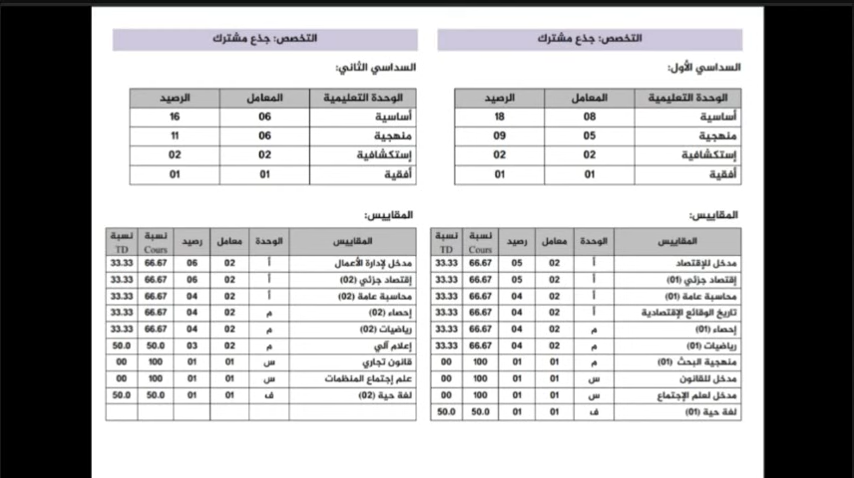 التخصص: جذع مشترك
السداسي الأول:
الوحدة التعليمية المعامل الرصيد
أساسية 08 18
منهجية 05 09
إستكشافية 02 02
أفقية 01 01
المقاييس:
المقاييس الوحدة معامل رصيد نسبة Cours نسبة TD
مدخل للإقتصاد أ 02 05 66.67 33.33
إقتصاد جزئي (01) أ 02 05 66.67 33.33
محاسبة عامة (01) أ 02 04 66.67 33.33
تاريخ الوقائع الإقتصادية أ 02 04 66.67 33.33
إحصاء (01) م 02 04 66.67 33.33
رياضيات (01) م 02 04 66.67 33.33
منهجية البحث (01) م 01 01 100 00
مدخل للقانون س 01 01 100 00
مدخل لعلم الإجتماع س 01 01 100 00
لغة حية (01) ف 01 01 50.0 50.0
التخصص: جذع مشترك
السداسي الثاني:
الوحدة التعليمية المعامل الرصيد
أساسية 06 16
منهجية 06 11
إستكشافية 02 02
أفقية 01 01
المقاييس:
المقاييس الوحدة معامل رصيد نسبة Cours نسبة TD
مدخل لإدارة الأعمال أ 02 06 66.67 33.33
إقتصاد جزئي (02) أ 02 06 66.67 33.33
محاسبة عامة (02) أ 02 04 66.67 33.33
إحصاء (02) م 02 04 66.67 33.33
رياضيات (02) م 02 04 66.67 33.33
إعلام آلي م 02 03 50.0 50.0
قانون تجاري س 01 01 100 00
علم إجتماع المنظمات س 01 01 100 00
لغة حية (02) ف 01 01 50.0 50.0